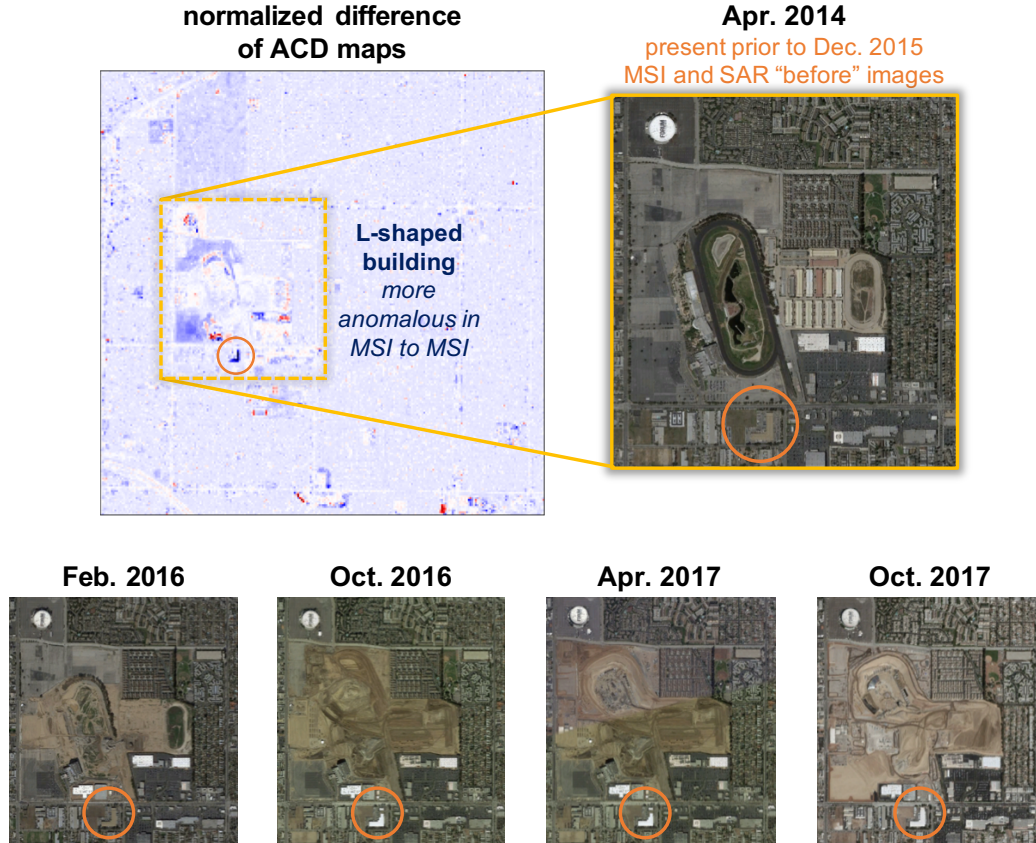 normalized difference
of ACD maps
Apr. 2014
present prior to Dec. 2015
MSI and SAR “before” images
FORUM
L-shaped
building
more
anomalous in
MSI to MSI
Feb. 2016
Oct. 2016
Apr. 2017
Oct. 2017